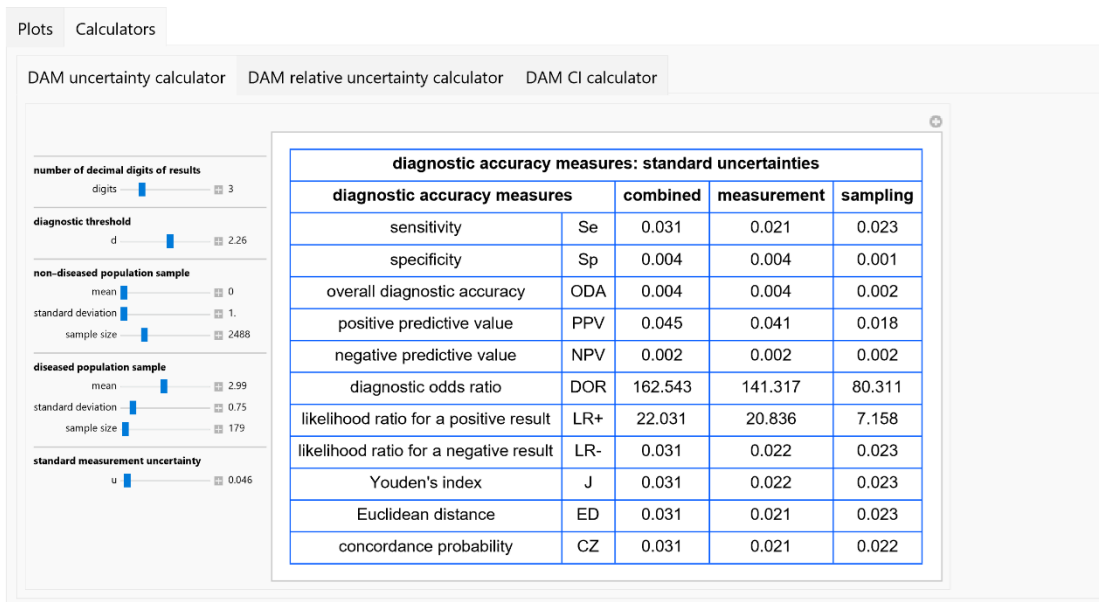 Plots Calculators
DAM uncertainty calculator DAM relative uncertainty calculator DAM CI calculator
number of decimal digits of results
digits 3
diagnostic threshold
d 2.26
non–diseased population sample
mean 0
standard deviation 1.
sample size 2488
diseased population sample
mean 2.99
standard deviation 0.75
sample size 179
standard measurement uncertainty
u 0.046
diagnostic accuracy measures: standard uncertainties
diagnostic accuracy measures combined measurement sampling
sensitivity Se 0.031 0.021 0.023
specificity Sp 0.004 0.004 0.001
overall diagnostic accuracy ODA 0.004 0.004 0.002
positive predictive value PPV 0.045 0.041 0.018
negative predictive value NPV 0.002 0.002 0.002
diagnostic odds ratio DOR 162.543 141.317 80.311
likelihood ratio for a positive result LR+ 22.031 20.836 7.158
likelihood ratio for a negative result LR- 0.031 0.022 0.023
Youden's index J 0.031 0.022 0.023
Euclidean distance ED 0.031 0.021 0.023
concordance probability CZ 0.031 0.021 0.022